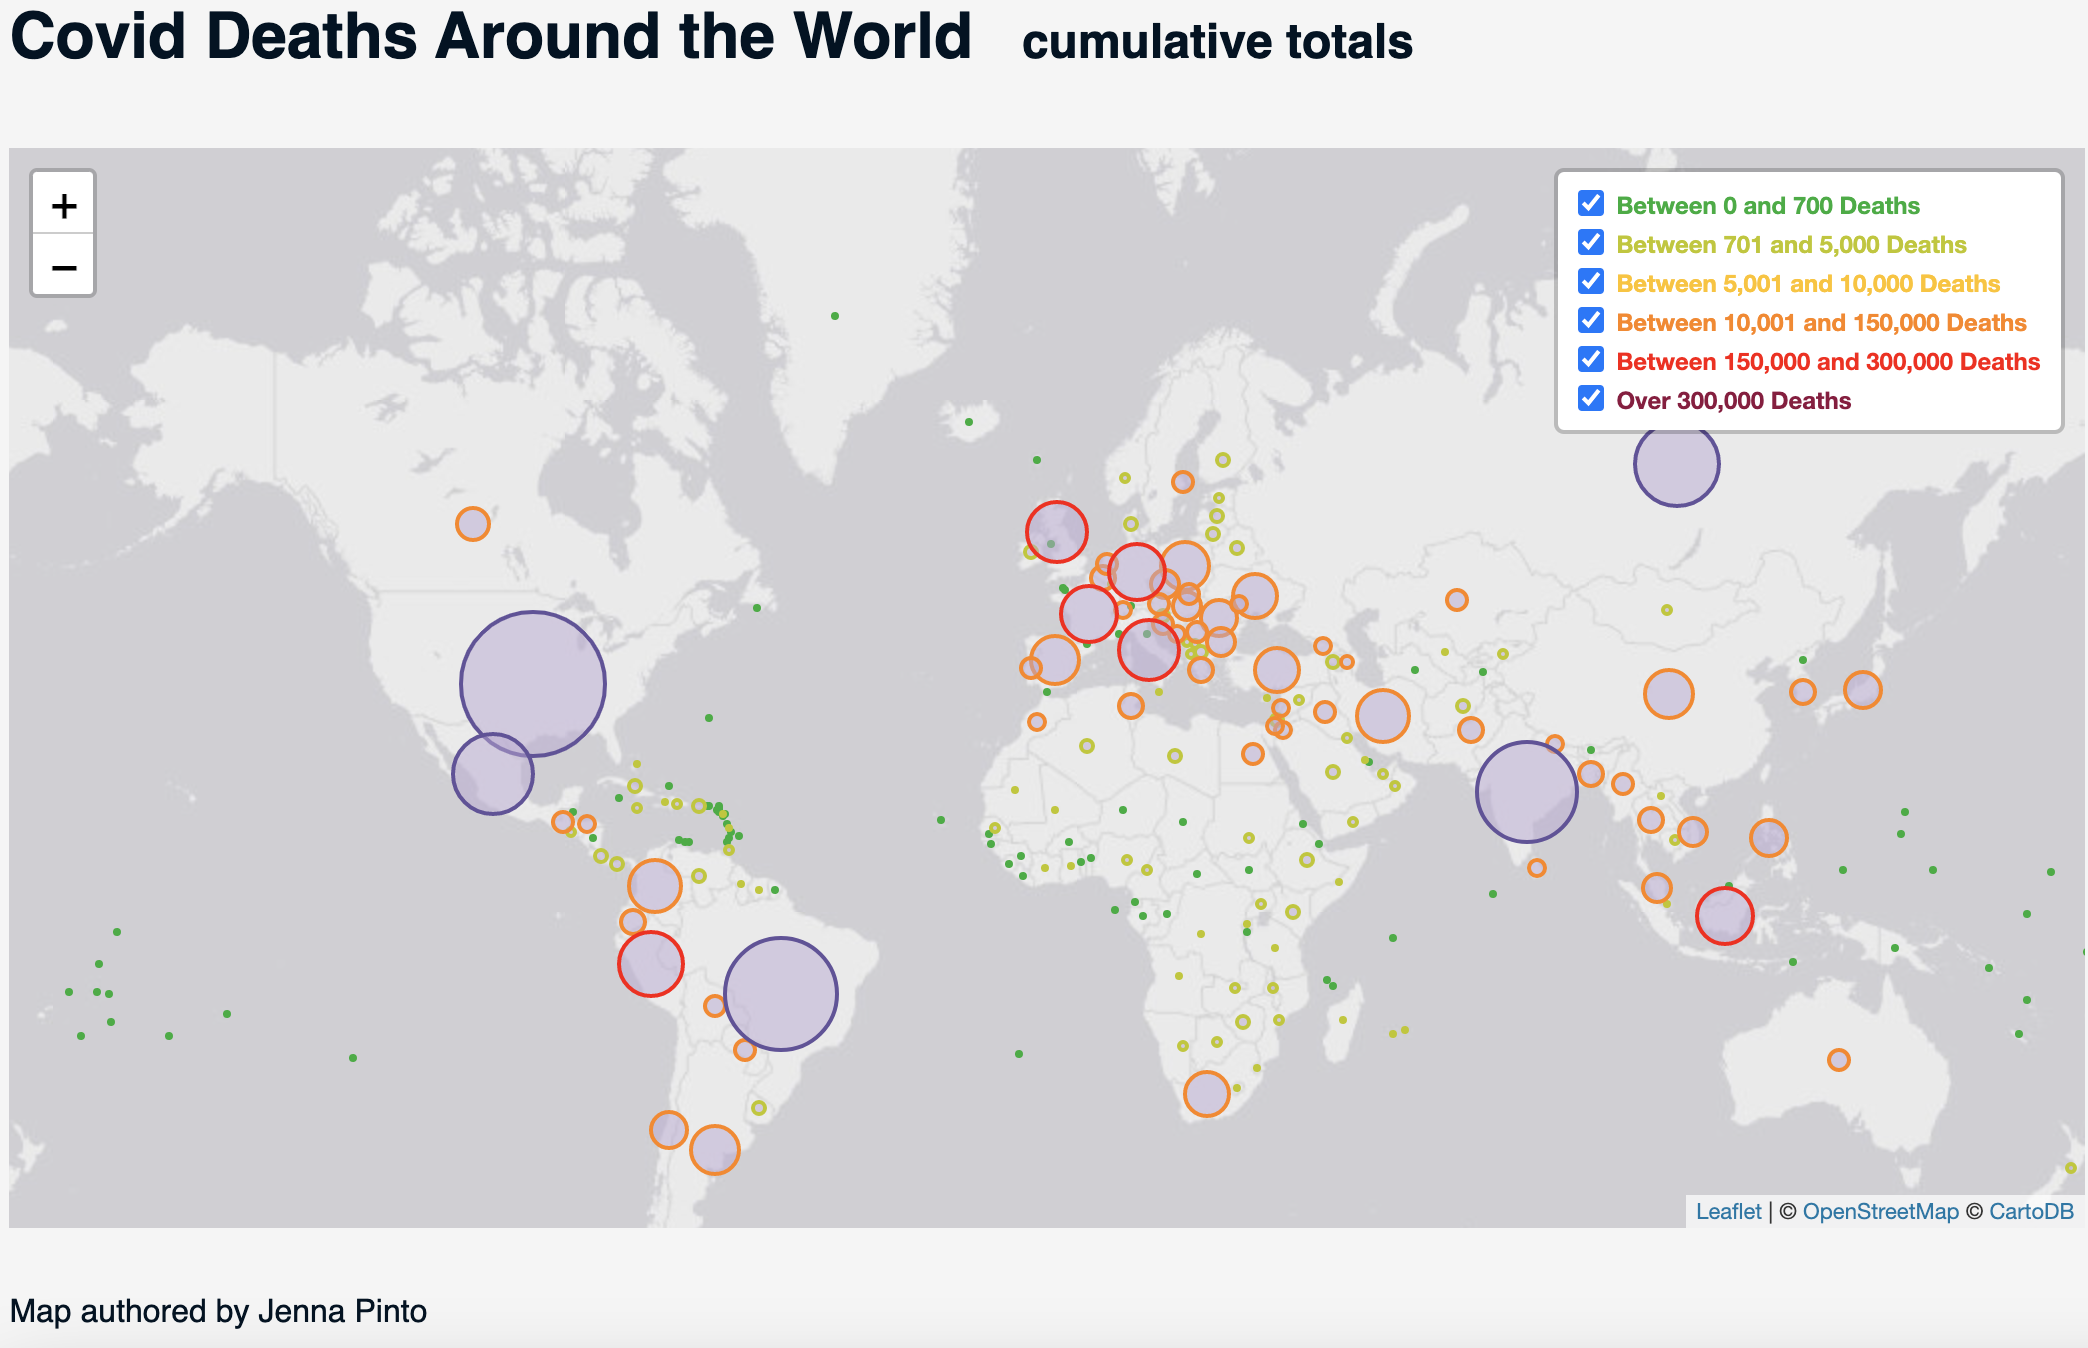 Covid Deaths Around the World cumulative totals
+
−
Between 0 and 700 Deaths
Between 701 and 5,000 Deaths
Between 5,001 and 10,000 Deaths
Between 10,001 and 150,000 Deaths
Between 150,000 and 300,000 Deaths
Over 300,000 Deaths
Leaflet | © OpenStreetMap © CartoDB
Map authored by Jenna Pinto